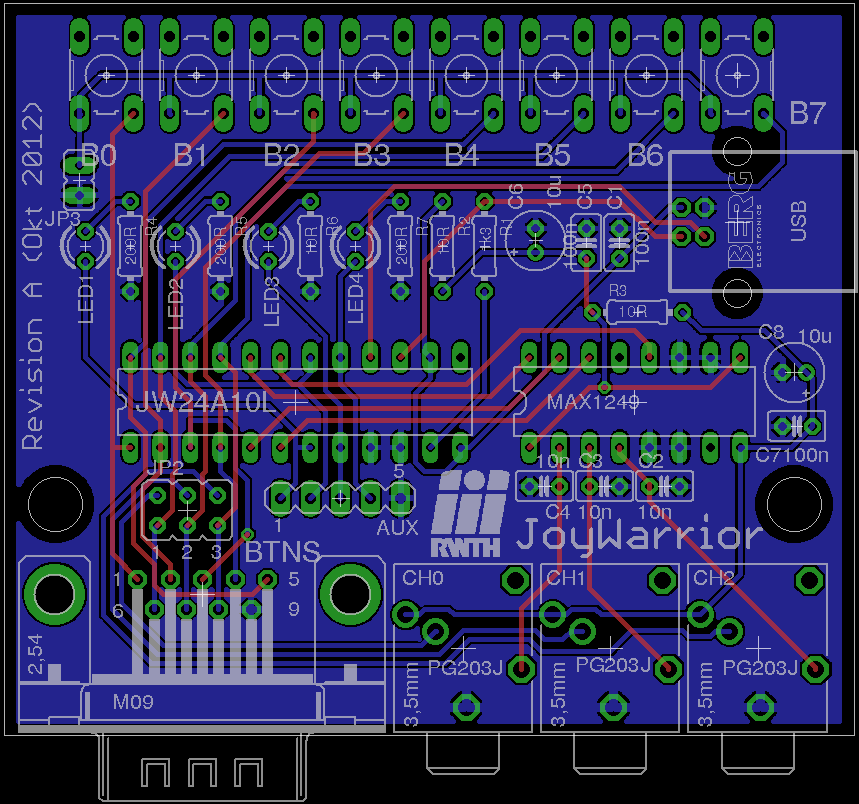 B0 B1 B2 B3 B4 B5 B6 B7
Revision A (Okt 2012)
JP3
LED1
200R
R4
LED2
200R
R5
LED3
R6
LED4
200R
R7
10R
R2
1K3
R1
C6
10u
C5
100n
C1
100n
BERG
ELECTRONICS
USB
R3
10R
C8
10u
JW24A10L
MAX1249
C7 100n
JP2
1 2 3
BTNS
1
5
AUX
10n C3 C2
C4 10n 10n
RWTH
JoyWarrior
1 5
6 9
2,54
M09
CH0
PG203J
3,5mm
CH1
PG203J
3,5mm
CH2
PG203J
3,5mm